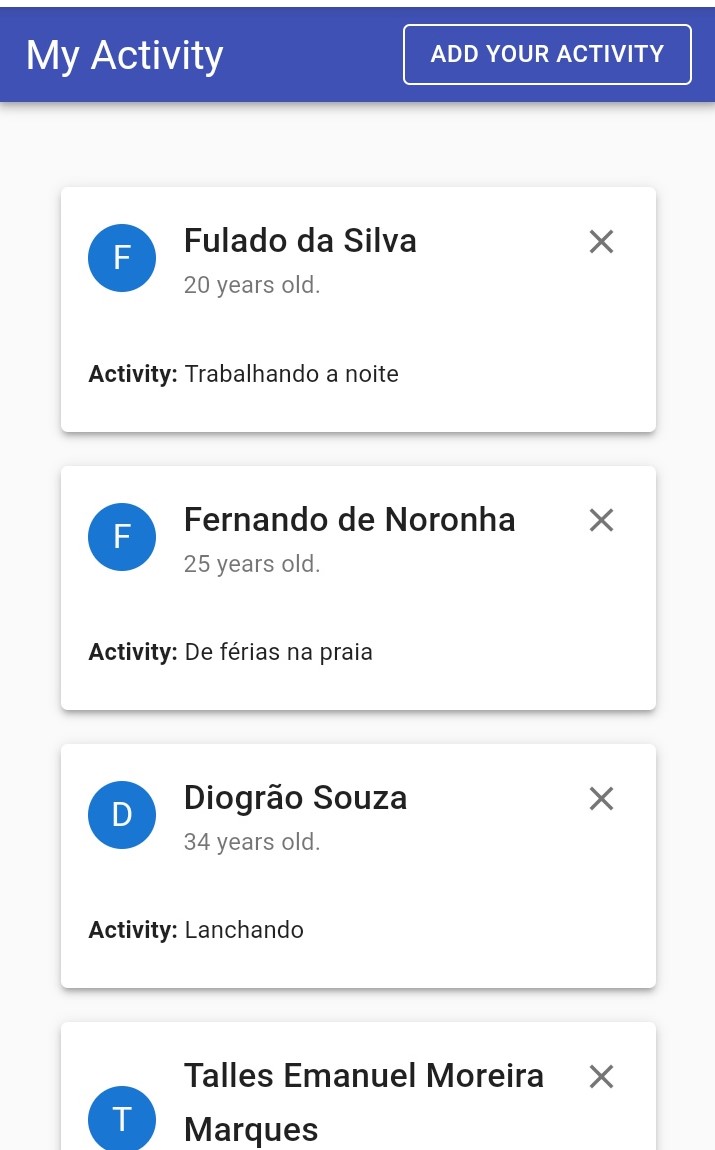 My Activity
ADD YOUR ACTIVITY
F
Fulado da Silva
20 years old.
Activity: Trabalhando a noite
F
Fernando de Noronha
25 years old.
Activity: De férias na praia
D
Diogrão Souza
34 years old.
Activity: Lanchando
T
Talles Emanuel Moreira
Marques